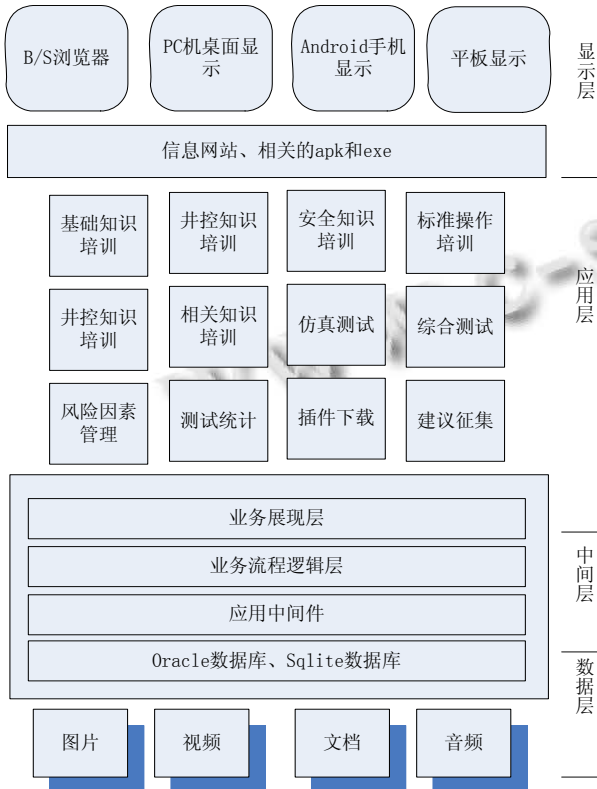 B/S浏览器
PC机桌面显
示
Android手机
显示
平板显示
显示层
信息网站、相关的apk和exe
基础知识
培训
井控知识
培训
安全知识
培训
标准操作
培训
应用层
井控知识
培训
相关知识
培训
仿真测试
综合测试
风险因素
管理
测试统计
插件下载
建议征集
业务展现层
业务流程逻辑层
中间层
应用中间件
Oracle数据库、Sqlite数据库
数据层
图片
视频
文档
音频